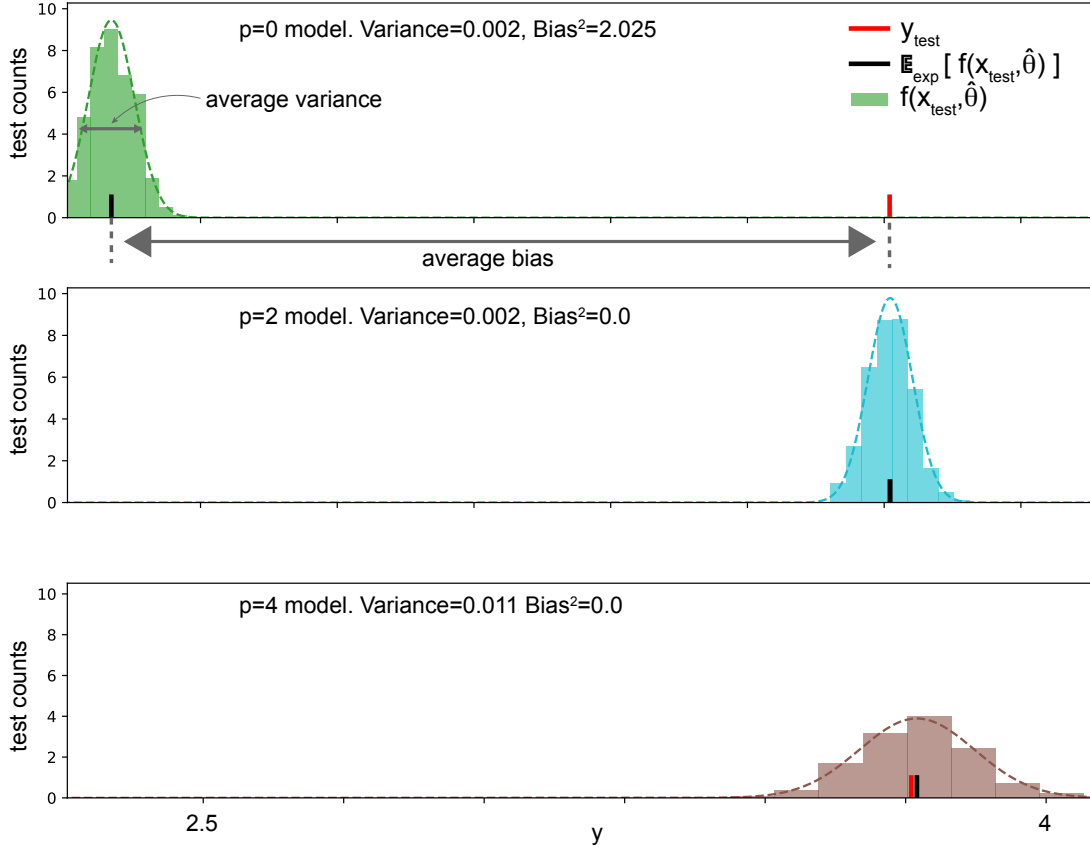 p=0 model. Variance=0.002, Bias²=2.025
y_test
𝔼_exp [ f(x_test,θ̂) ]
f(x_test,θ̂)
average variance
test counts
10
8
6
4
2
0
average bias
p=2 model. Variance=0.002, Bias²=0.0
test counts
10
8
6
4
2
0
p=4 model. Variance=0.011 Bias²=0.0
test counts
10
8
6
4
2
0
2.5
y
4